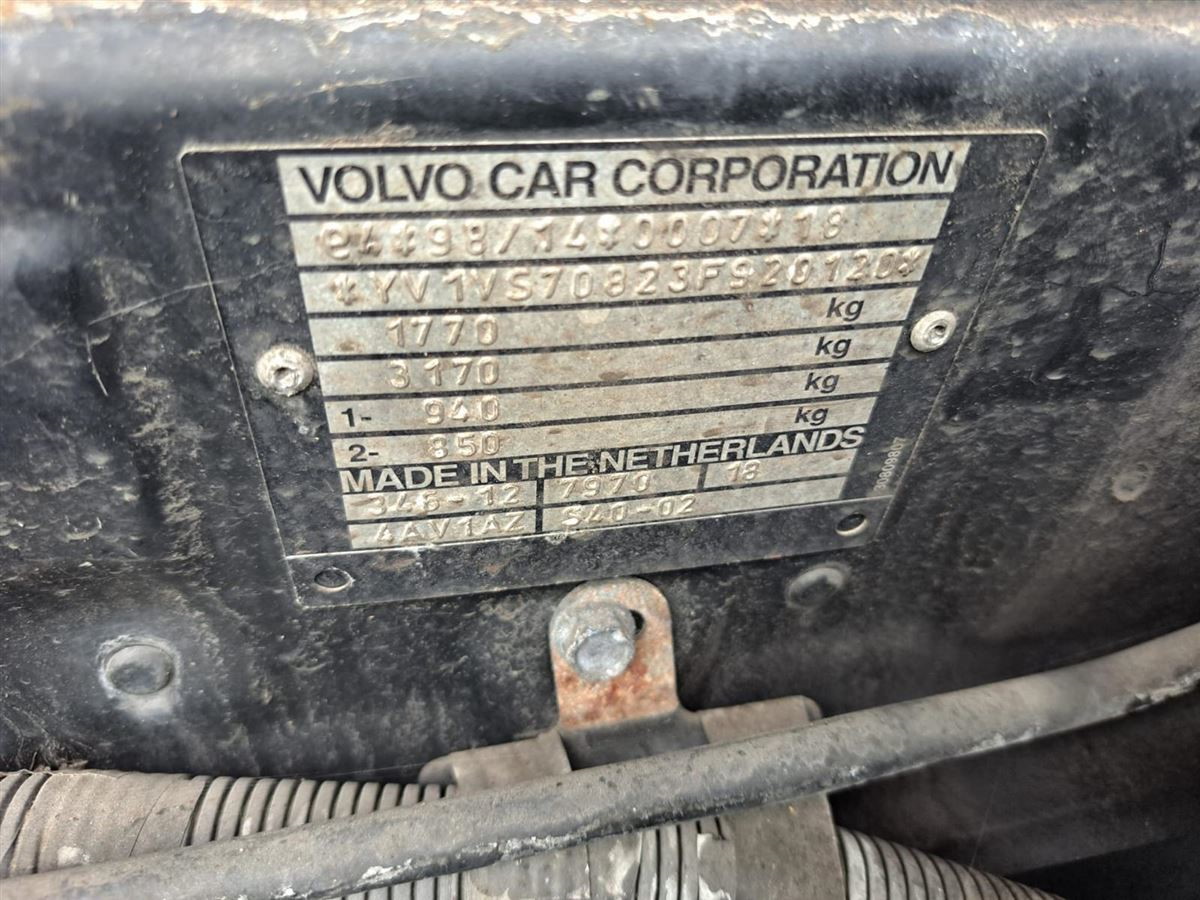 VOLVO CAR CORPORATION
e4*98/14*0007*18
*YV1VS70823F920120*
1770 kg
3170 kg
1- 940 kg
2- 850 kg
MADE IN THE NETHERLANDS
346-12 7970 18
4AV1AZ S40-02